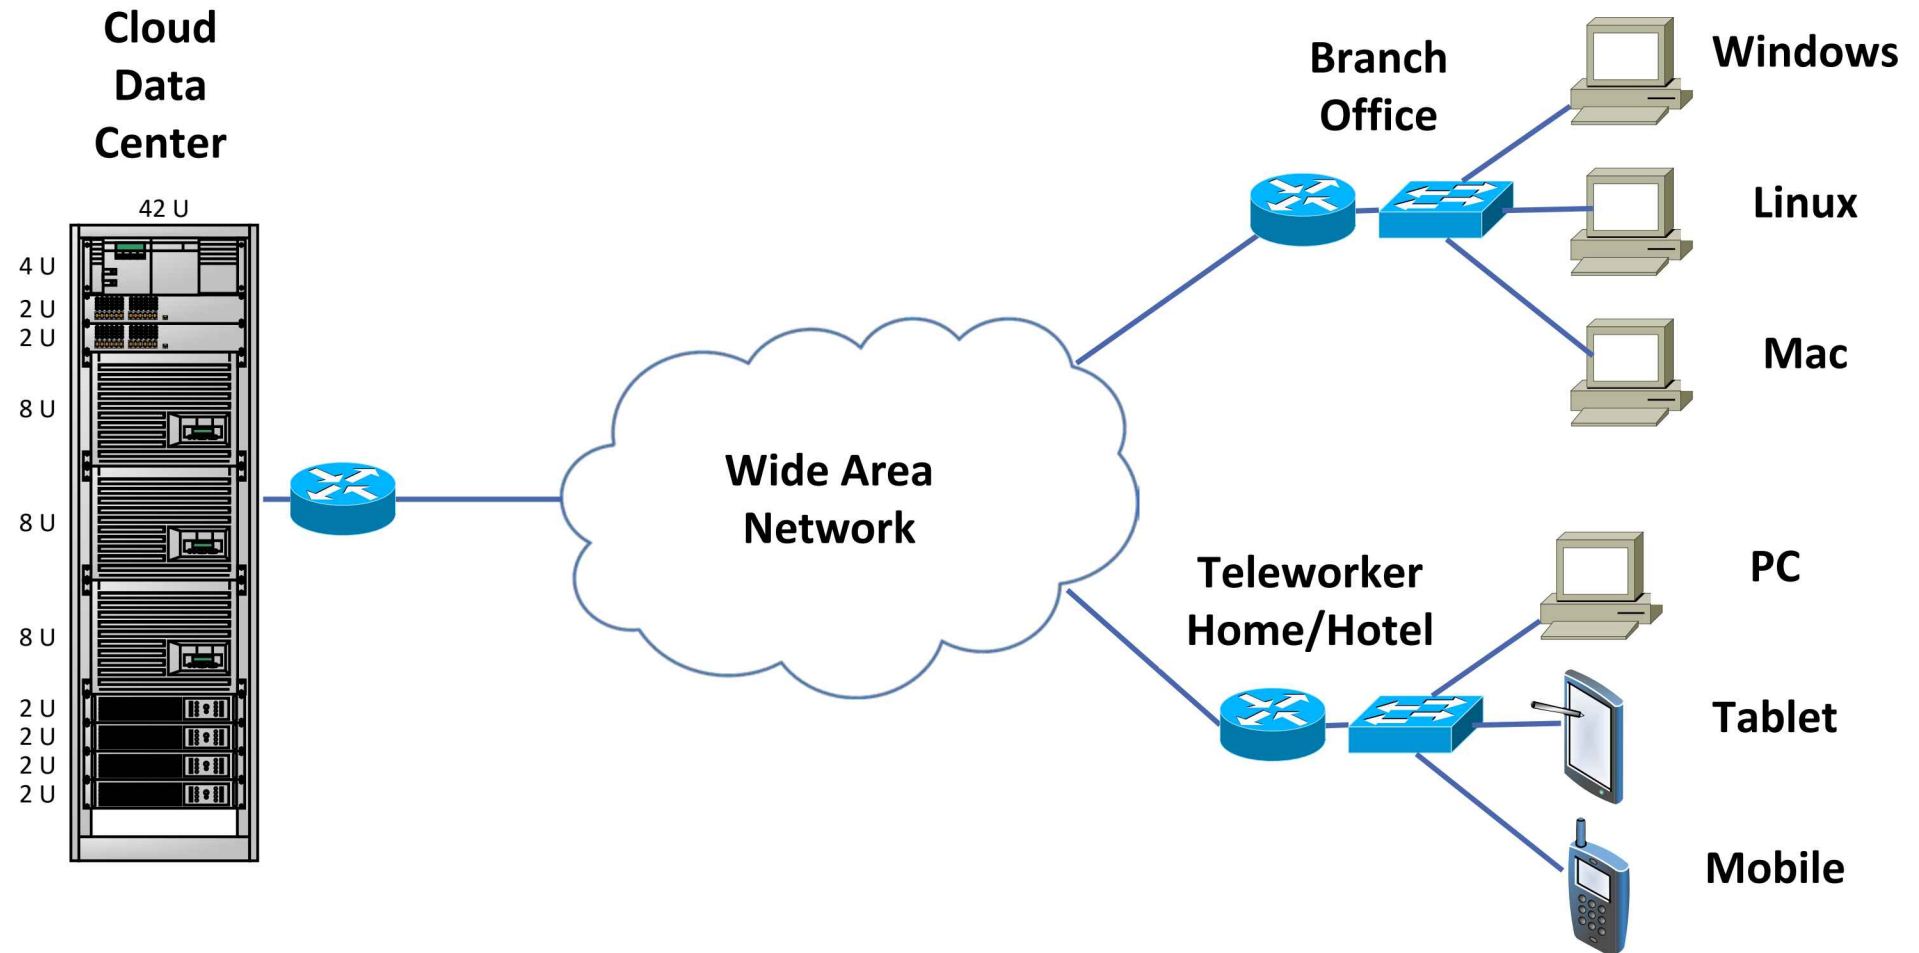 Cloud
Data
Center
42 U
4 U
2 U
2 U
8 U
8 U
8 U
2 U
2 U
2 U
2 U
Wide Area
Network
Branch
Office
Windows
Linux
Mac
Teleworker
Home/Hotel
PC
Tablet
Mobile